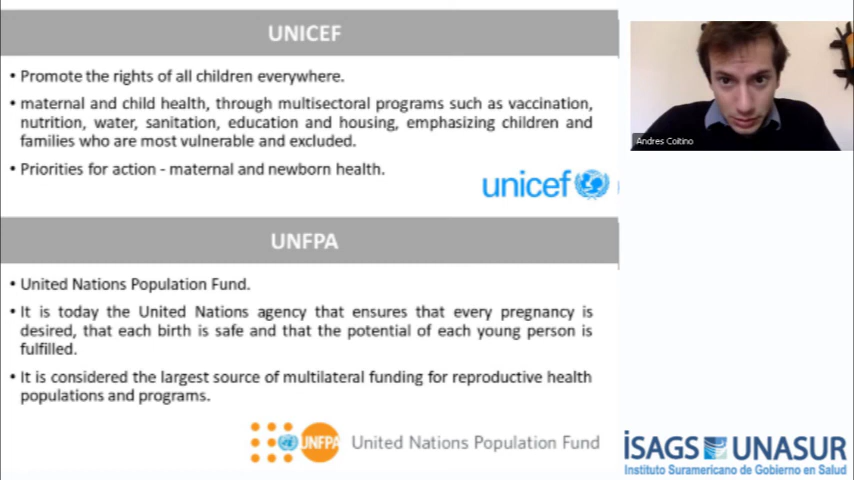 UNICEF
• Promote the rights of all children everywhere.
• maternal and child health, through multisectoral programs such as vaccination,
nutrition, water, sanitation, education and housing, emphasizing children and
families who are most vulnerable and excluded.
• Priorities for action - maternal and newborn health.
unicef
UNFPA
• United Nations Population Fund.
• It is today the United Nations agency that ensures that every pregnancy is
desired, that each birth is safe and that the potential of each young person is
fulfilled.
• It is considered the largest source of multilateral funding for reproductive health
populations and programs.
UNFPA United Nations Population Fund
Andres Coitino
ISAGS UNASUR
Instituto Suramericano de Gobierno en Salud